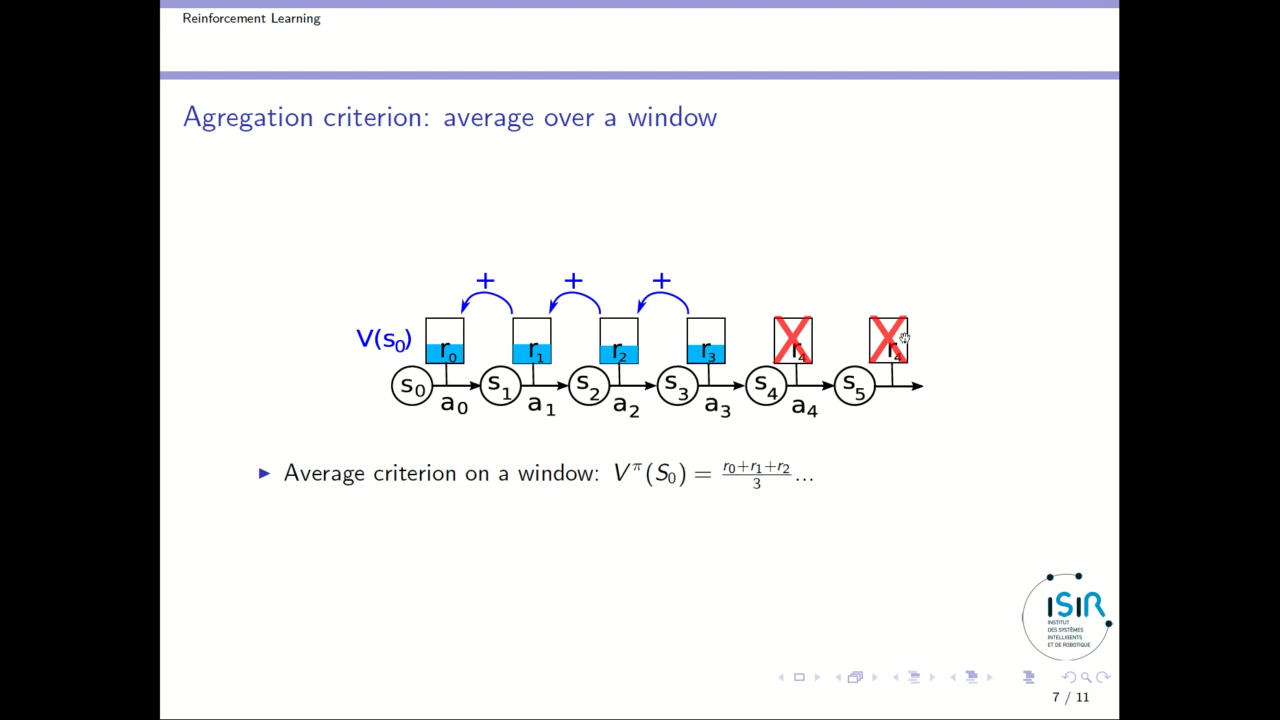 Reinforcement Learning
Agregation criterion: average over a window
+ + +
V(s0) r0 r1 r2 r3 r4 r4
s0 s1 s2 s3 s4 s5
a0 a1 a2 a3 a4
Average criterion on a window: V^π(S0) = (r0+r1+r2)/3 ...
ISIR
INSTITUT
DES SYSTÈMES
INTELLIGENTS
ET DE ROBOTIQUE
7 / 11